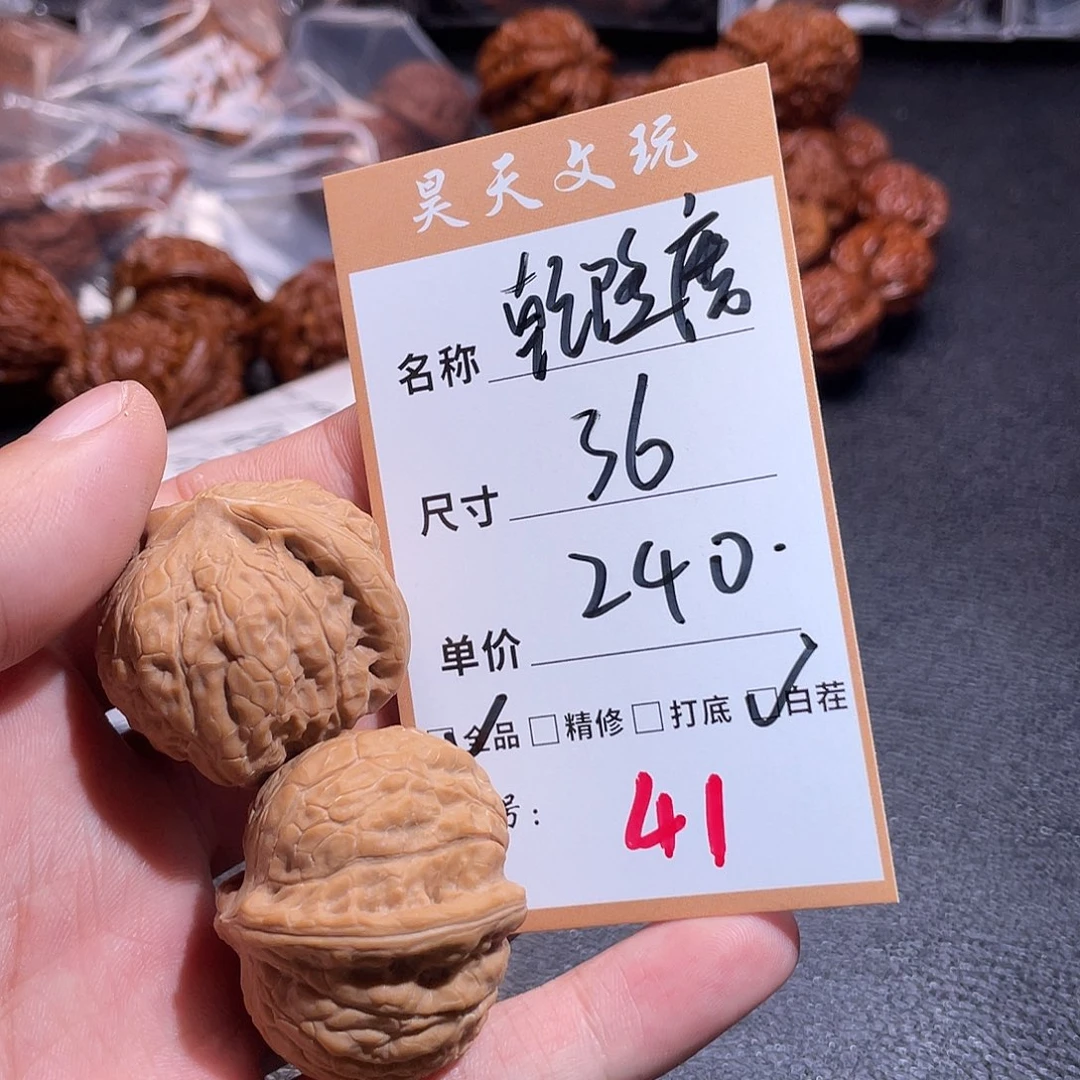 昊天文玩
名称 乾隆磨
尺寸 36
单价 240.
全品 □精修 □打底 ☑白茬
号: 41